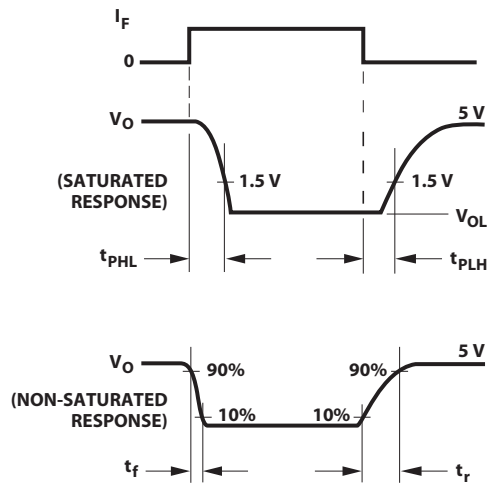 I_F
0
V_O
5 V
(SATURATED
RESPONSE)
1.5 V
1.5 V
V_OL
t_PHL
t_PLH
V_O
5 V
90%
90%
(NON-SATURATED
RESPONSE)
10%
10%
t_f
t_r